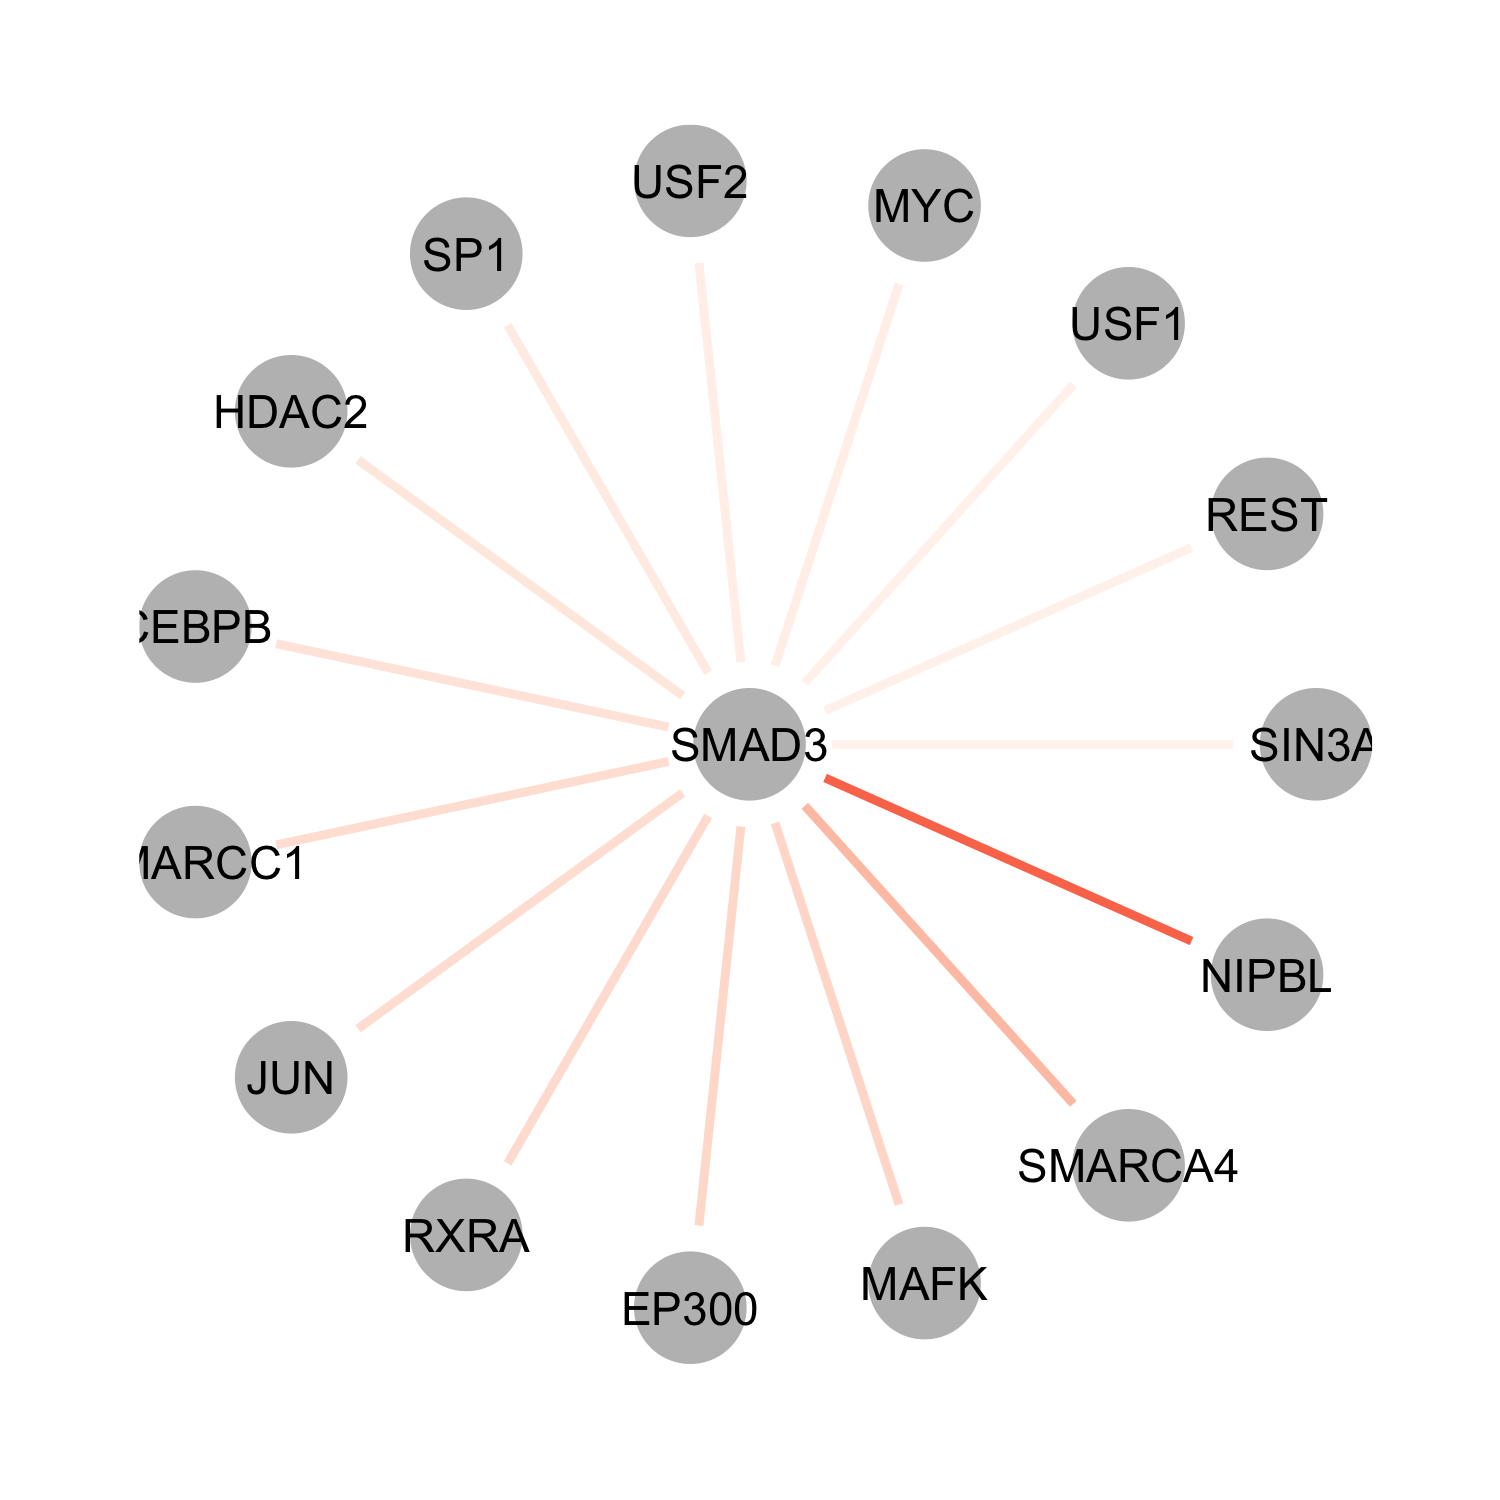 USF2
MYC
SP1
USF1
HDAC2
REST
CEBPB
SMAD3
SIN3A
MARCC1
NIPBL
JUN
SMARCA4
RXRA
MAFK
EP300